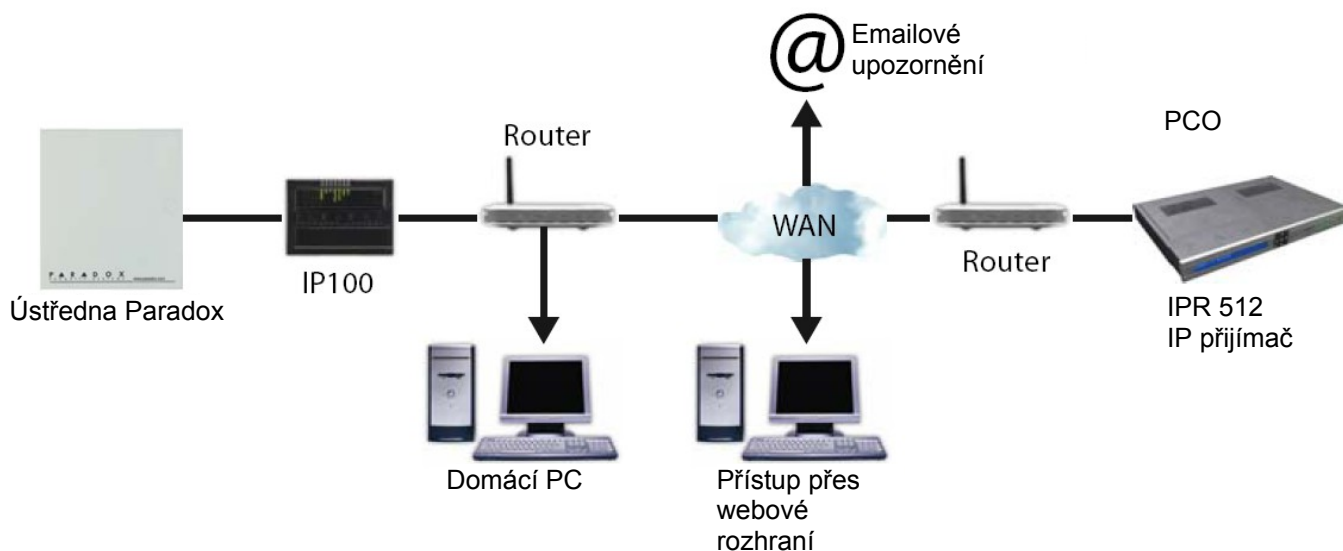 @
Emailové
upozornění
PCO
Router
WAN
Router
IP100
PARADOX
Ústředna Paradox
IPR 512
IP přijímač
Domácí PC
Přístup přes
webové
rozhraní